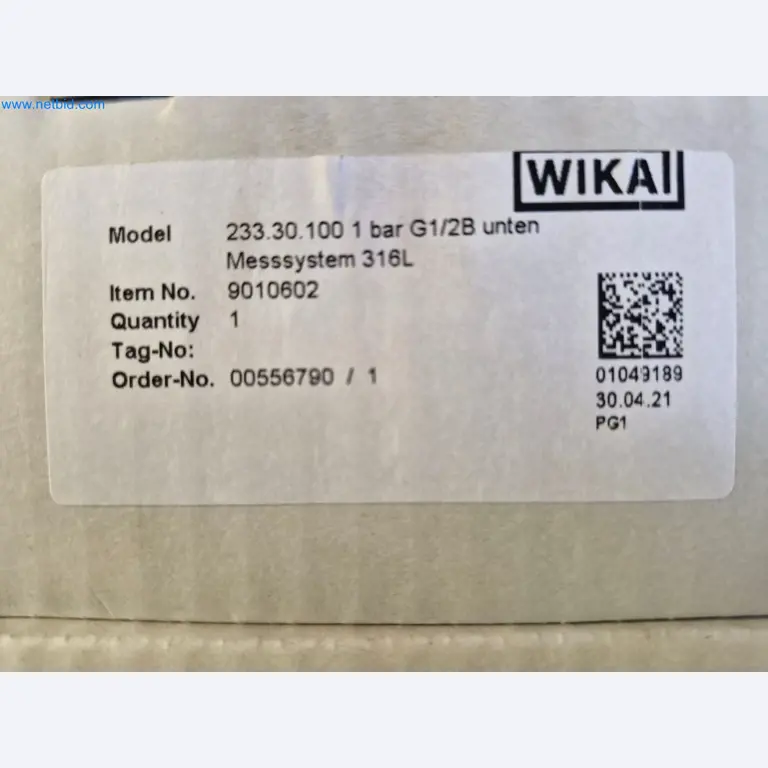 www.netbid.com
WIKAI
Model 233.30.100 1 bar G1/2B unten
Messsystem 316L
Item No. 9010602
Quantity 1
Tag-No:
Order-No. 00556790 / 1
01049189
30.04.21
PG1